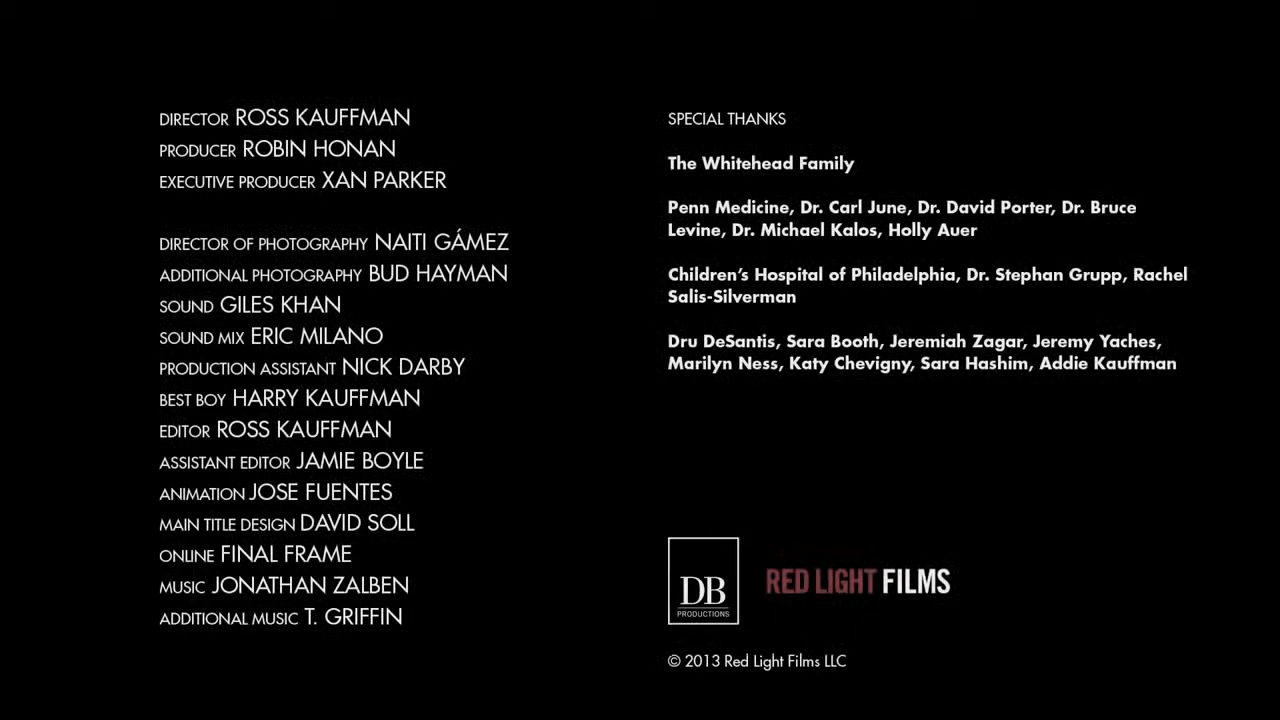 DIRECTOR ROSS KAUFFMAN
PRODUCER ROBIN HONAN
EXECUTIVE PRODUCER XAN PARKER
DIRECTOR OF PHOTOGRAPHY NAITI GÁMEZ
ADDITIONAL PHOTOGRAPHY BUD HAYMAN
SOUND GILES KHAN
SOUND MIX ERIC MILANO
PRODUCTION ASSISTANT NICK DARBY
BEST BOY HARRY KAUFFMAN
EDITOR ROSS KAUFFMAN
ASSISTANT EDITOR JAMIE BOYLE
ANIMATION JOSE FUENTES
MAIN TITLE DESIGN DAVID SOLL
ONLINE FINAL FRAME
MUSIC JONATHAN ZALBEN
ADDITIONAL MUSIC T. GRIFFIN
SPECIAL THANKS
The Whitehead Family
Penn Medicine, Dr. Carl June, Dr. David Porter, Dr. Bruce
Levine, Dr. Michael Kalos, Holly Auer
Children's Hospital of Philadelphia, Dr. Stephan Grupp, Rachel
Salis-Silverman
Dru DeSantis, Sara Booth, Jeremiah Zagar, Jeremy Yaches,
Marilyn Ness, Katy Chevigny, Sara Hashim, Addie Kauffman
DB
PRODUCTIONS
RED LIGHT FILMS
© 2013 Red Light Films LLC